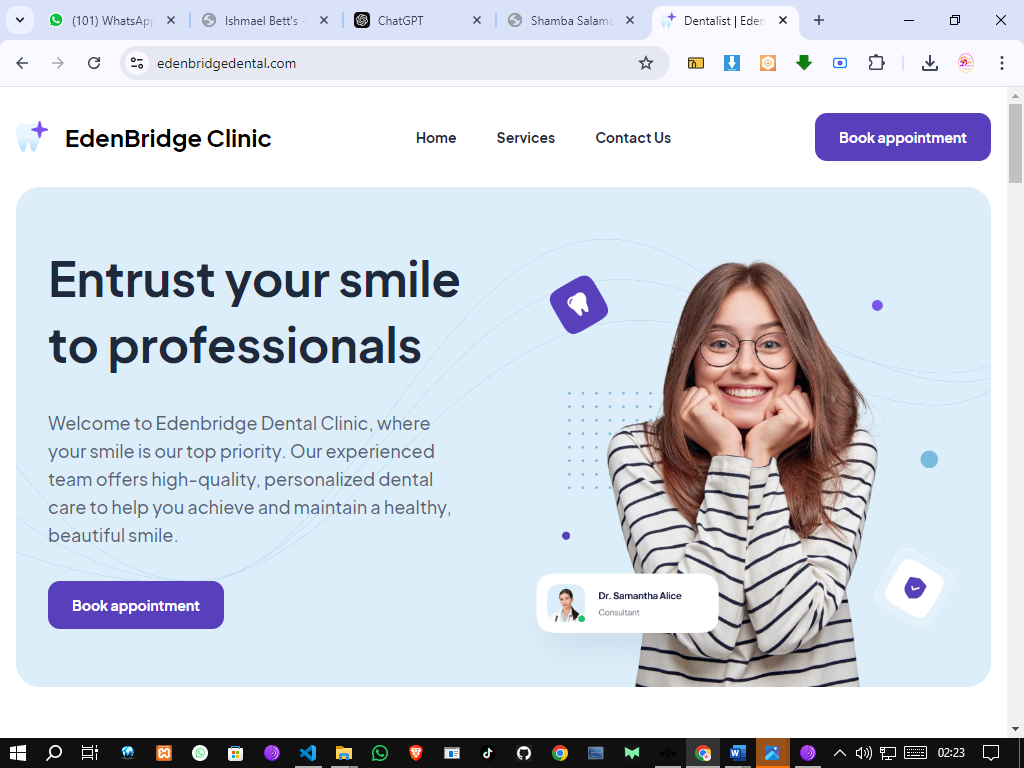 (101) WhatsApp
Ishmael Bett's -
ChatGPT
Shamba Salama
Dentalist | Eden
edenbridgedental.com
EdenBridge Clinic
Home
Services
Contact Us
Book appointment
Entrust your smile
to professionals
Welcome to Edenbridge Dental Clinic, where
your smile is our top priority. Our experienced
team offers high-quality, personalized dental
care to help you achieve and maintain a healthy,
beautiful smile.
Book appointment
Dr. Samantha Alice
Consultant
02:23